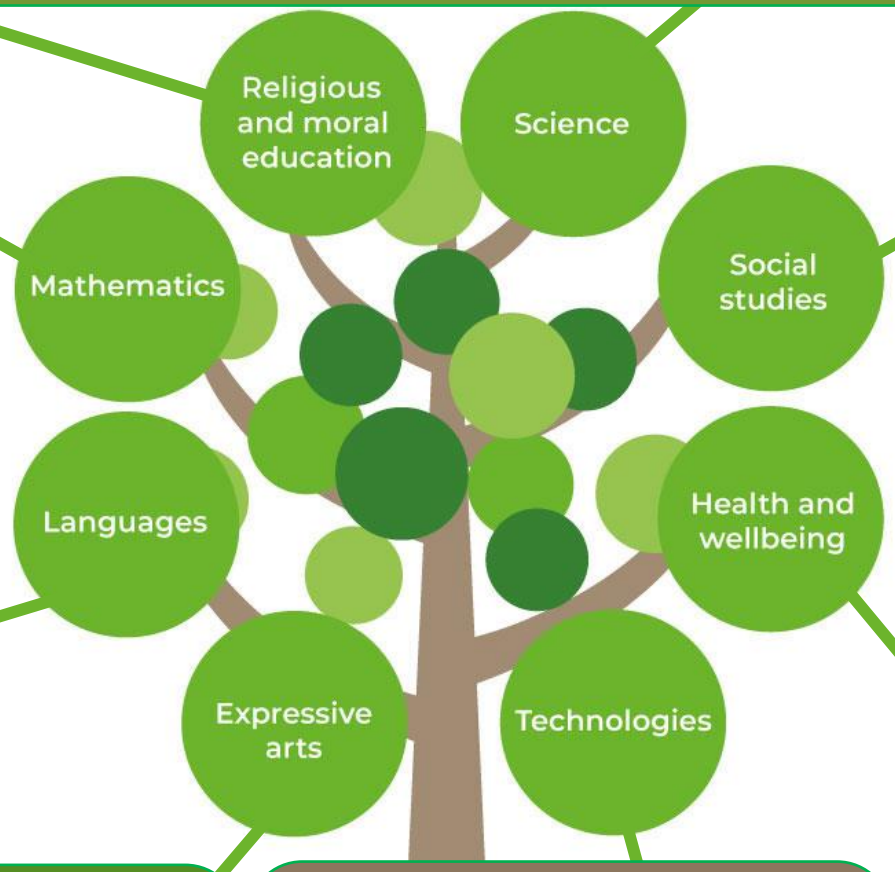 Religious
and moral
education
Science
Mathematics
Social
studies
Languages
Health and
wellbeing
Expressive
arts
Technologies